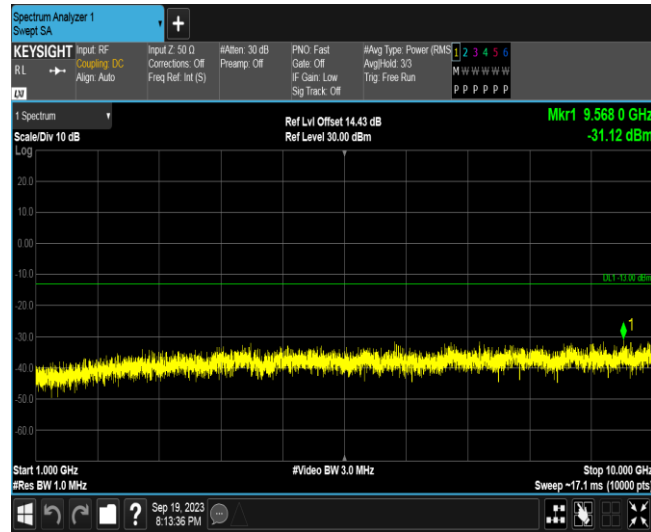 Spectrum Analyzer 1
Swept SA
+
KEYSIGHT
RL
LXI
Input: RF
Coupling: DC
Align: Auto
Input Z: 50 Ω
Corrections: Off
Freq Ref: Int (S)
#Atten: 30 dB
Preamp: Off
PNO: Fast
Gate: Off
IF Gain: Low
Sig Track: Off
#Avg Type: Power (RMS
Avg|Hold: 3/3
Trig: Free Run
1 2 3 4 5 6
M W W W W W
P P P P P P
1 Spectrum
Scale/Div 10 dB
Log
Ref Lvl Offset 14.43 dB
Ref Level 30.00 dBm
Mkr1 9.568 0 GHz
-31.12 dBm
20.0
10.0
0.00
-10.0
DL1 -13.00 dBm
-20.0
-30.0
1
-40.0
-50.0
-60.0
Start 1.000 GHz
#Res BW 1.0 MHz
#Video BW 3.0 MHz
Stop 10.000 GHz
Sweep ~17.1 ms (10000 pts)
?
Sep 19, 2023
8:13:36 PM